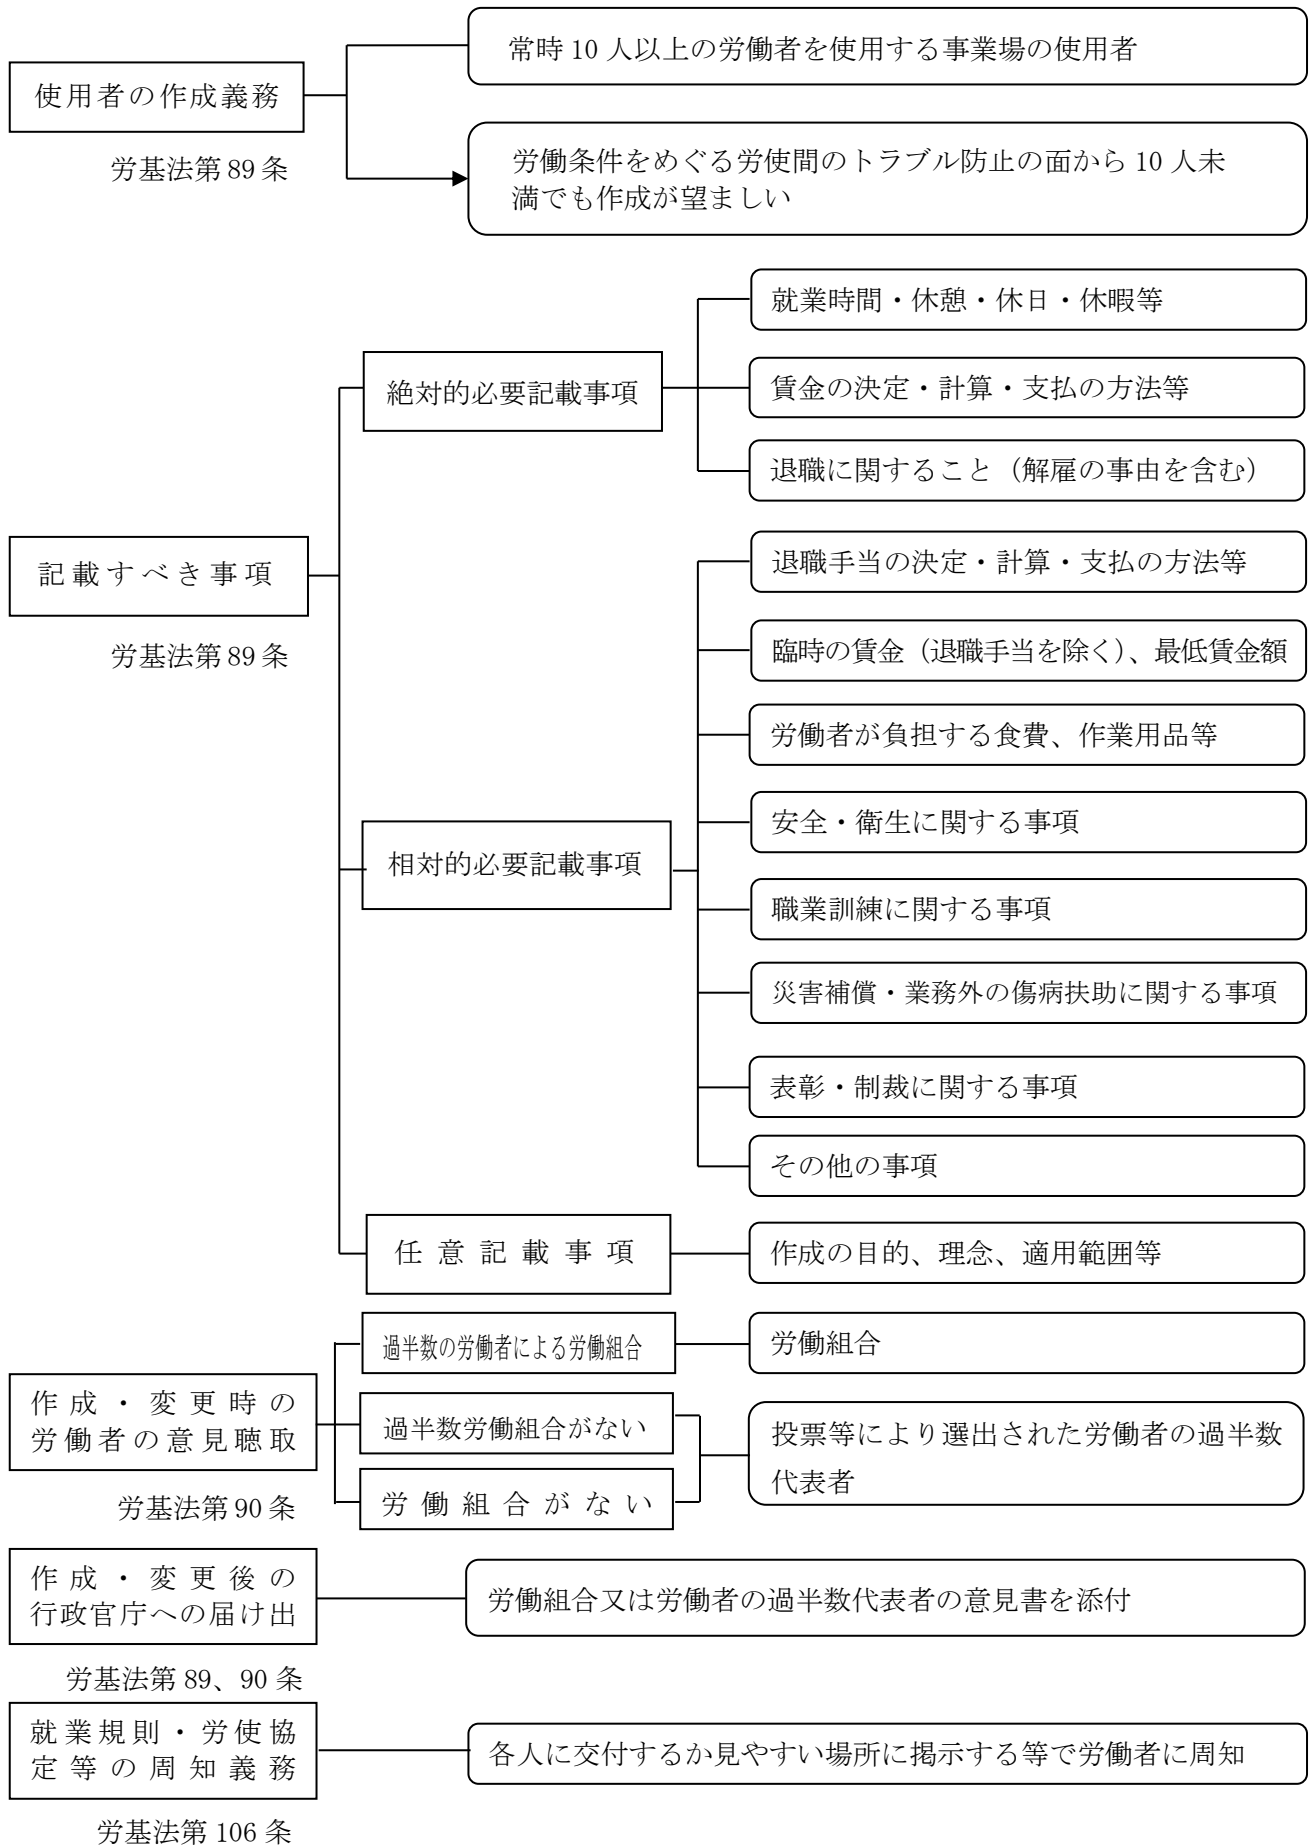 常時 10 人以上の労働者を使用する事業場の使用者
使用者の作成義務
労基法第 89 条
労働条件をめぐる労使間のトラブル防止の面から 10 人未
満でも作成が望ましい
就業時間・休憩・休日・休暇等
絶対的必要記載事項
賃金の決定・計算・支払の方法等
退職に関すること（解雇の事由を含む）
記載すべき事項
労基法第 89 条
退職手当の決定・計算・支払の方法等
臨時の賃金（退職手当を除く）、最低賃金額
労働者が負担する食費、作業用品等
安全・衛生に関する事項
相対的必要記載事項
職業訓練に関する事項
災害補償・業務外の傷病扶助に関する事項
表彰・制裁に関する事項
その他の事項
任意記載事項
作成の目的、理念、適用範囲等
過半数の労働者による労働組合
労働組合
作成・変更時の
労働者の意見聴取
労基法第 90 条
過半数労働組合がない
労働組合がない
投票等により選出された労働者の過半数
代表者
作成・変更後の
行政官庁への届け出
労基法第 89、90 条
労働組合又は労働者の過半数代表者の意見書を添付
就業規則・労使協
定等の周知義務
労基法第 106 条
各人に交付するか見やすい場所に掲示する等で労働者に周知